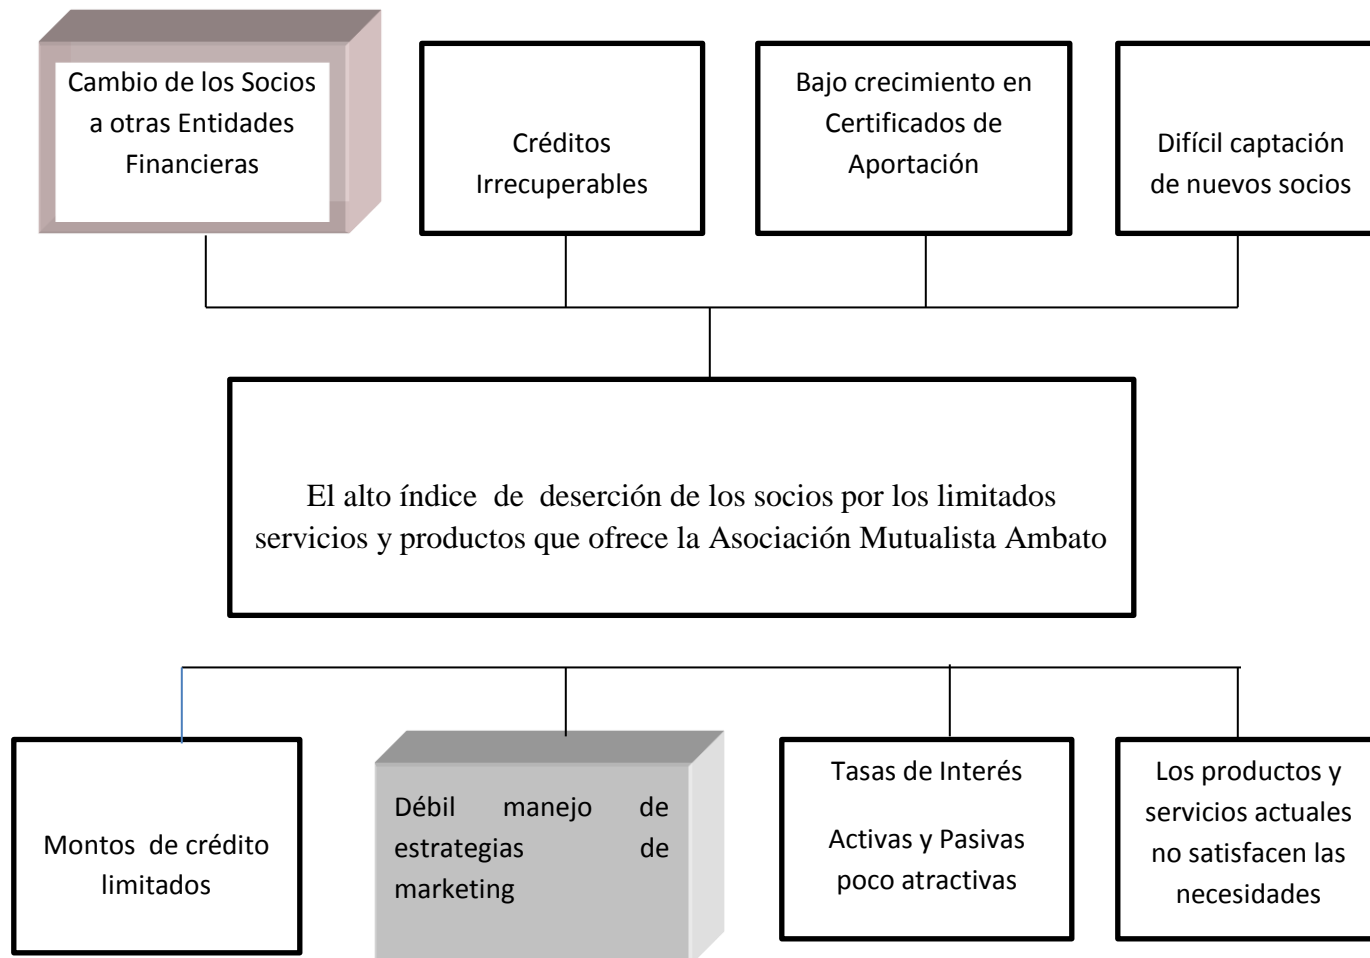 Cambio de los Socios
a otras Entidades
Financieras
Créditos
Irrecuperables
Bajo crecimiento en
Certificados de
Aportación
Difícil captación
de nuevos socios
El alto índice de deserción de los socios por los limitados
servicios y productos que ofrece la Asociación Mutualista Ambato
Montos de crédito
limitados
Débil manejo de
estrategias de
marketing
Tasas de Interés
Activas y Pasivas
poco atractivas
Los productos y
servicios actuales
no satisfacen las
necesidades